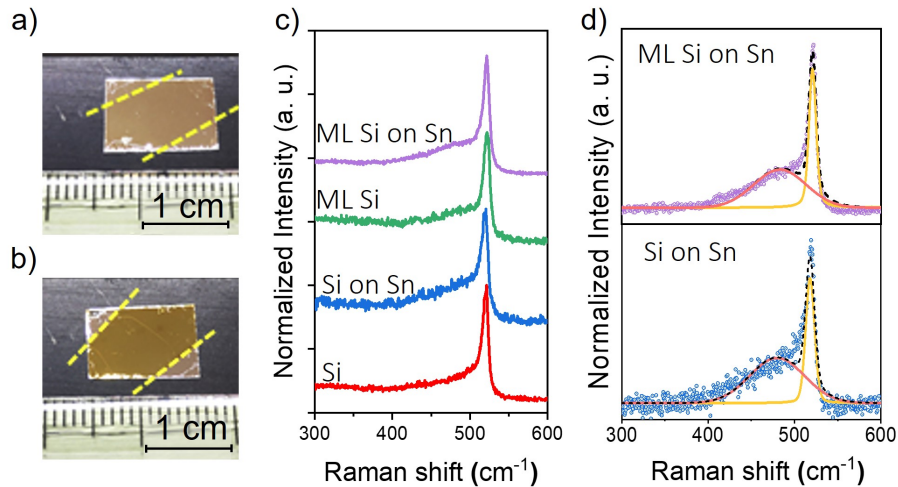 a)
1 cm
b)
1 cm
c)
Normalized Intensity (a. u.)
ML Si on Sn
ML Si
Si on Sn
Si
300 400 500 600
Raman shift (cm⁻¹)
d)
Normalized Intensity (a. u.)
ML Si on Sn
Si on Sn
300 400 500 600
Raman shift (cm⁻¹)